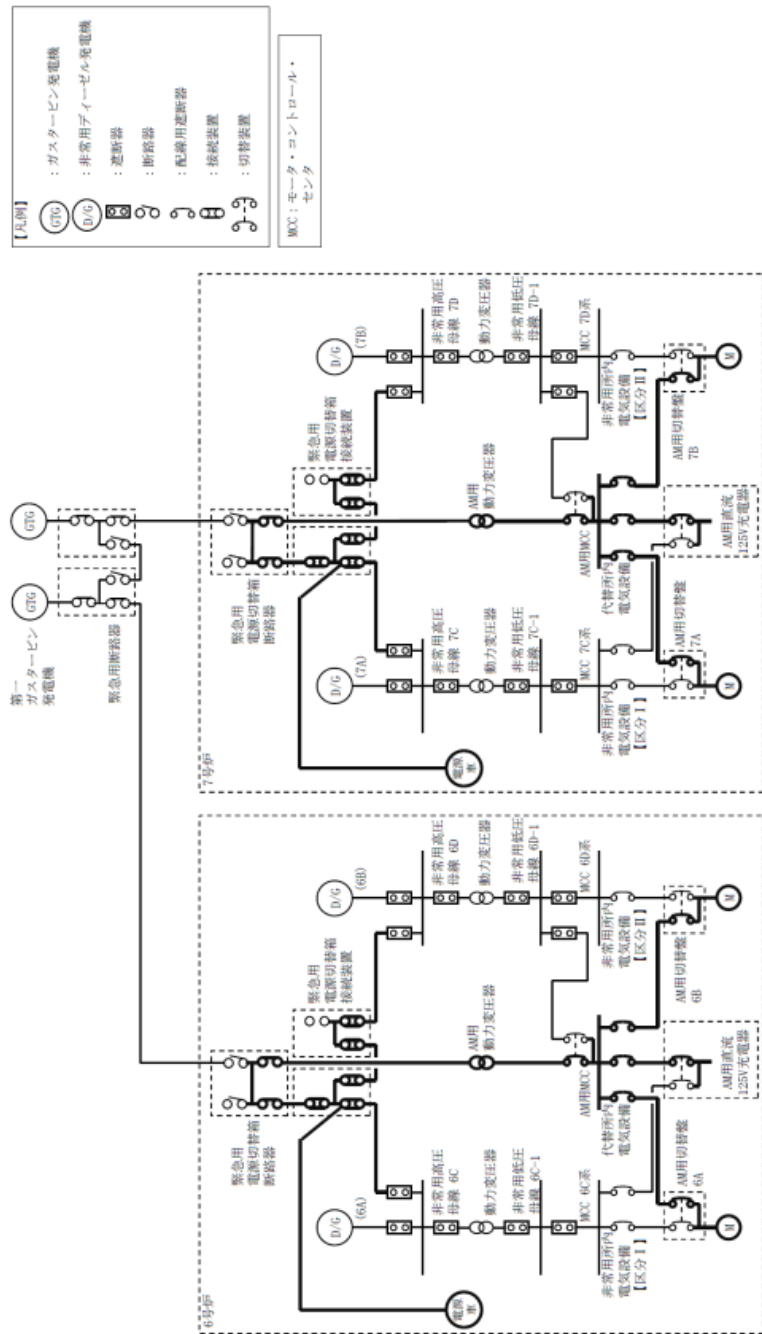 【凡例】
GTG
：ガスタービン発電機
D/G
：非常用ディーゼル発電機
：遮断器
：断路器
：配線用遮断器
：接続装置
：切替装置
MCC：モータ・コントロール・
センタ
第一
ガスタービン
発電機
GTG
GTG
緊急用断路器
6号炉
緊急用
電源切替箱
断路器
緊急用
電源切替箱
接続装置
電源車
D/G
(6A)
D/G
(6B)
非常用高圧
母線 6C
非常用高圧
母線 6D
動力変圧器
AM用
動力変圧器
動力変圧器
非常用低圧
母線 6C-1
非常用低圧
母線 6D-1
MCC 6C系
AM用MCC
MCC 6D系
非常用所内
電気設備
【区分Ⅰ】
代替所内
電気設備
非常用所内
電気設備
【区分Ⅱ】
AM用切替盤
6A
AM用直流
125V充電器
AM用切替盤
6B
M
M
7号炉
緊急用
電源切替箱
断路器
緊急用
電源切替箱
接続装置
電源車
D/G
(7A)
D/G
(7B)
非常用高圧
母線 7C
非常用高圧
母線 7D
動力変圧器
AM用
動力変圧器
動力変圧器
非常用低圧
母線 7C-1
非常用低圧
母線 7D-1
MCC 7C系
AM用MCC
MCC 7D系
非常用所内
電気設備
【区分Ⅰ】
代替所内
電気設備
非常用所内
電気設備
【区分Ⅱ】
AM用切替盤
7A
AM用直流
125V充電器
AM用切替盤
7B
M
M